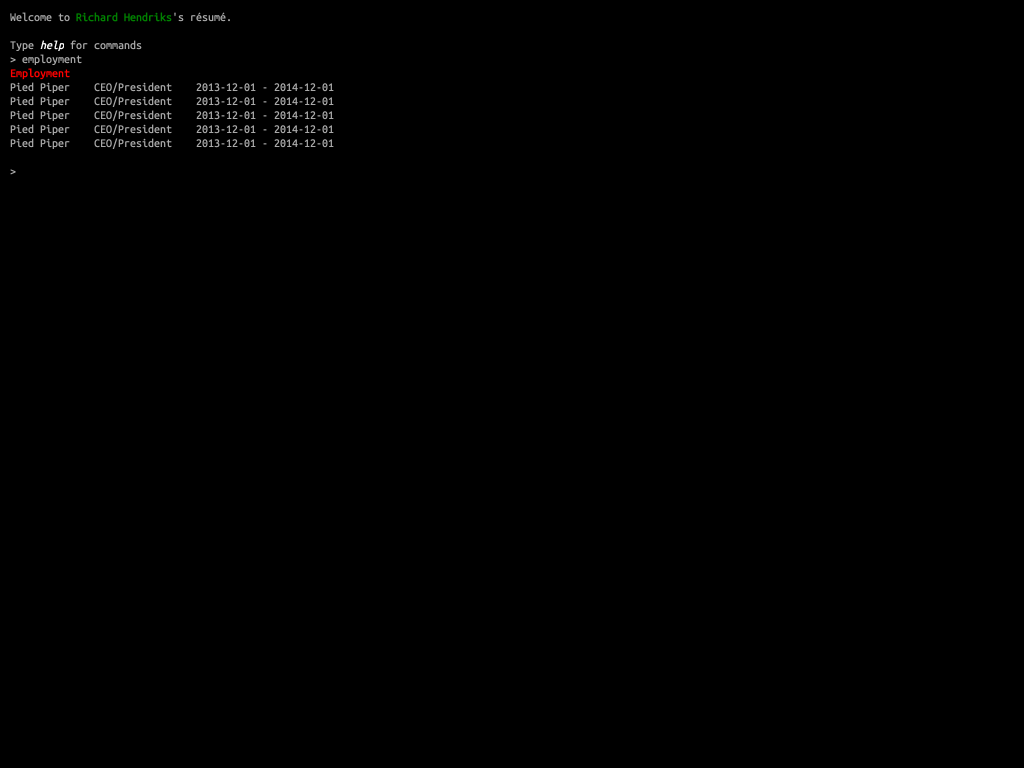 Welcome to Richard Hendriks's résumé.
Type help for commands
> employment
Employment
Pied Piper    CEO/President    2013-12-01 - 2014-12-01
Pied Piper    CEO/President    2013-12-01 - 2014-12-01
Pied Piper    CEO/President    2013-12-01 - 2014-12-01
Pied Piper    CEO/President    2013-12-01 - 2014-12-01
Pied Piper    CEO/President    2013-12-01 - 2014-12-01
>